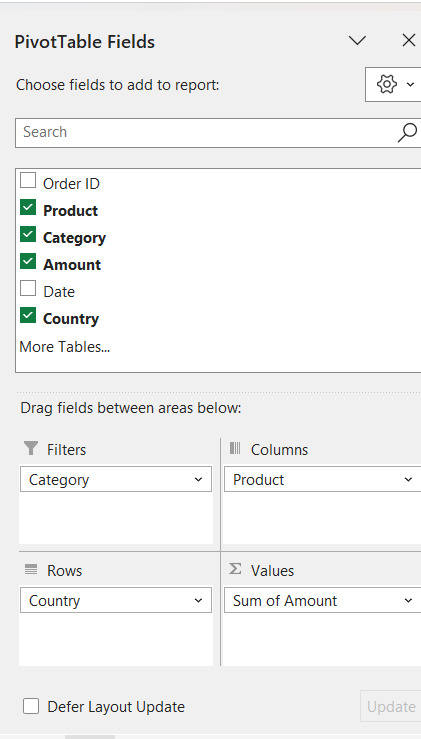 PivotTable Fields
Choose fields to add to report:
Search
Order ID
Product
Category
Amount
Date
Country
More Tables...
Drag fields between areas below:
Filters
Columns
Category
Product
Rows
Values
Country
Sum of Amount
Defer Layout Update
Update